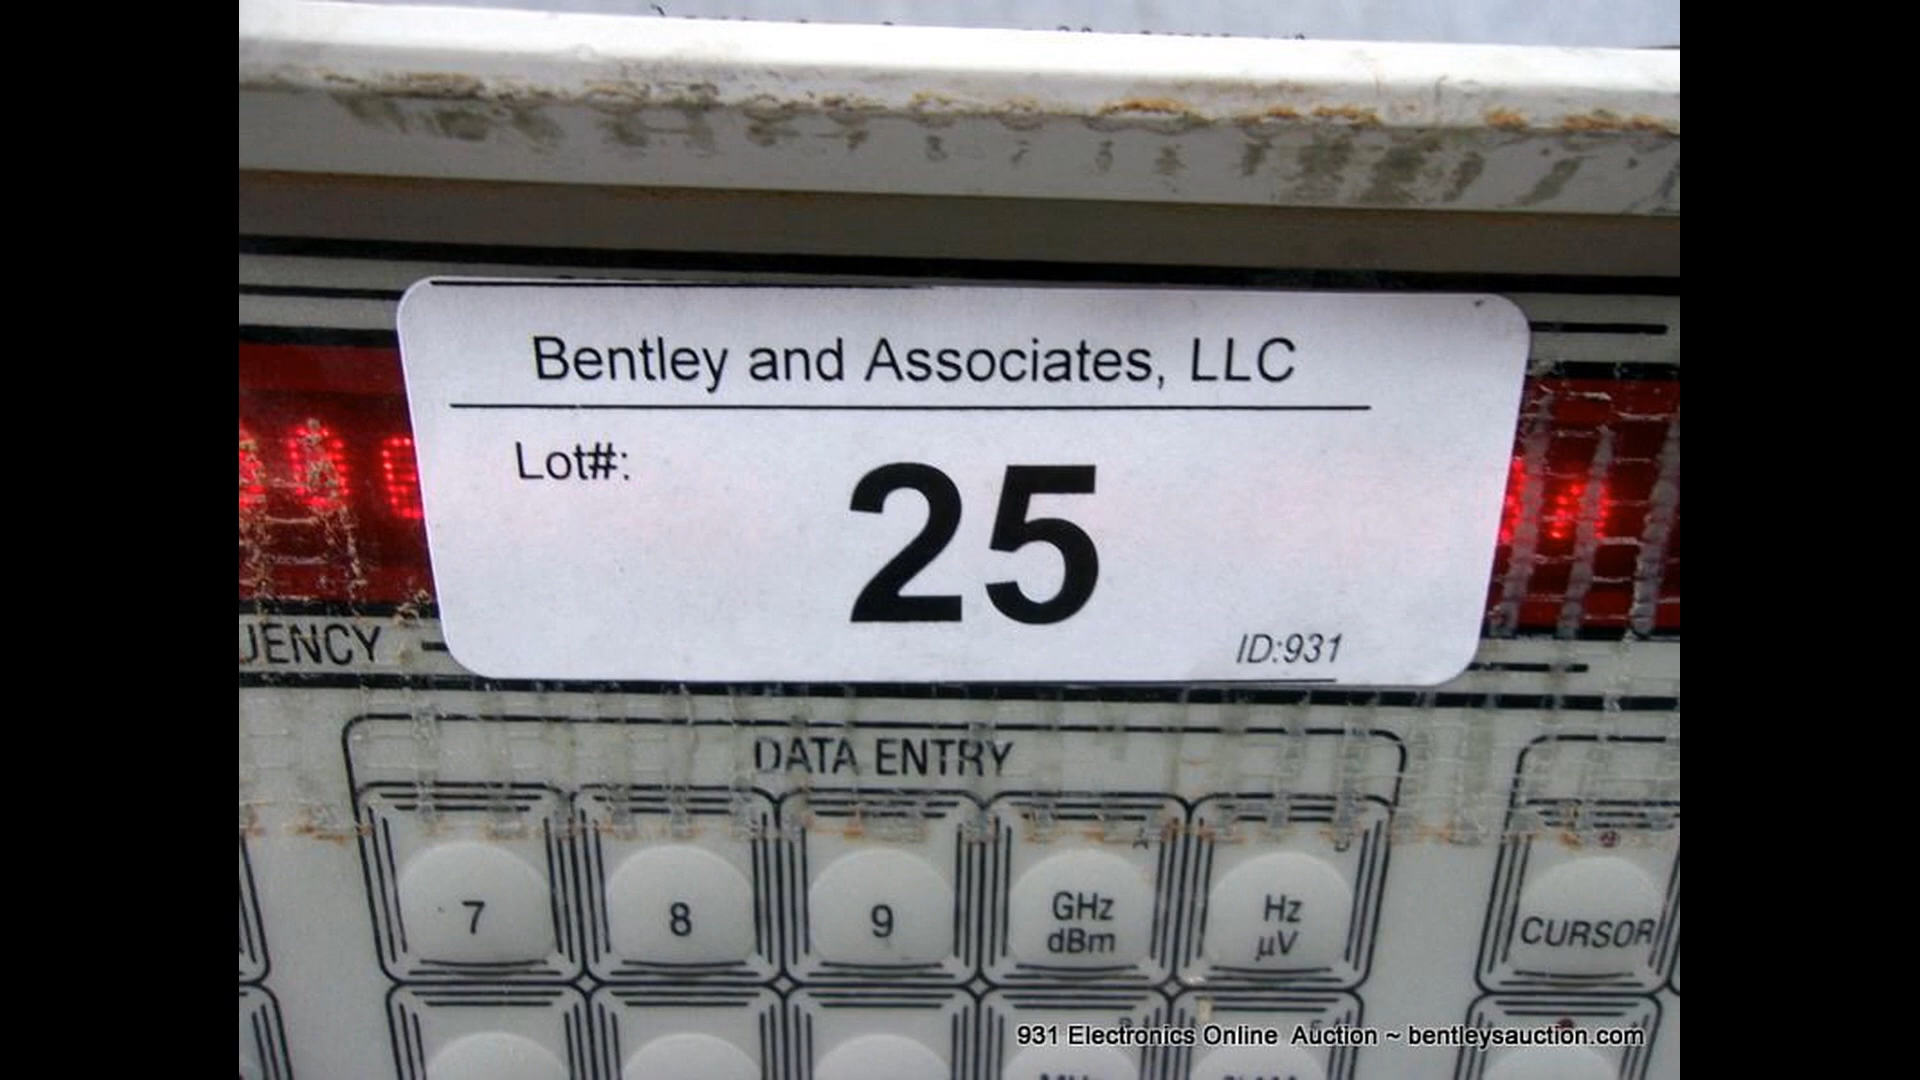 Bentley and Associates, LLC
Lot#:
25
ID:931
DATA ENTRY
7
8
9
GHz
dBm
Hz
µV
CURSOR
931 Electronics Online Auction ~ bentleysauction.com